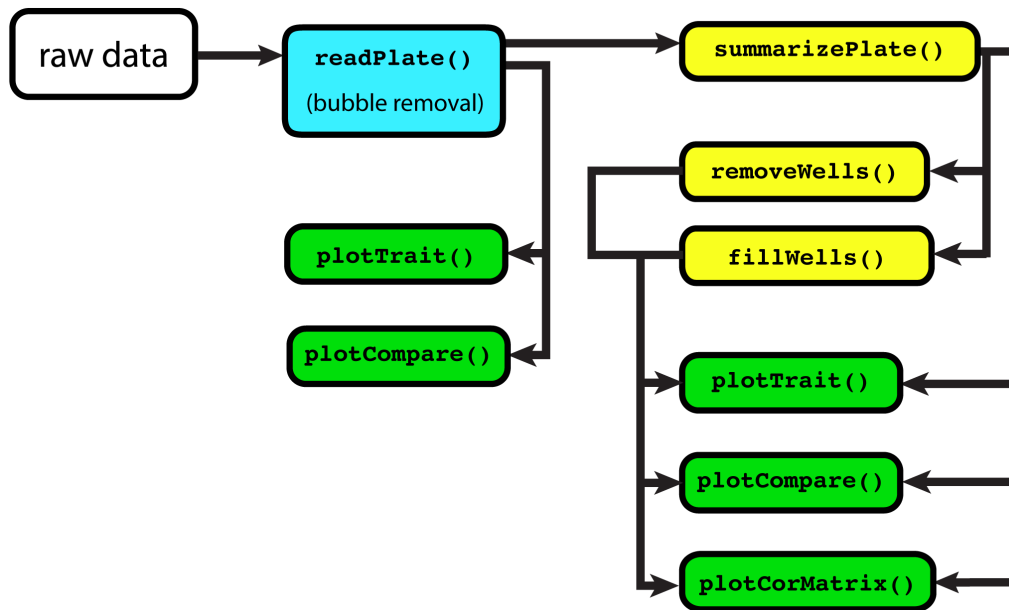 raw data
readPlate()
(bubble removal)
summarizePlate()
removeWells()
plotTrait()
fillWells()
plotCompare()
plotTrait()
plotCompare()
plotCorMatrix()